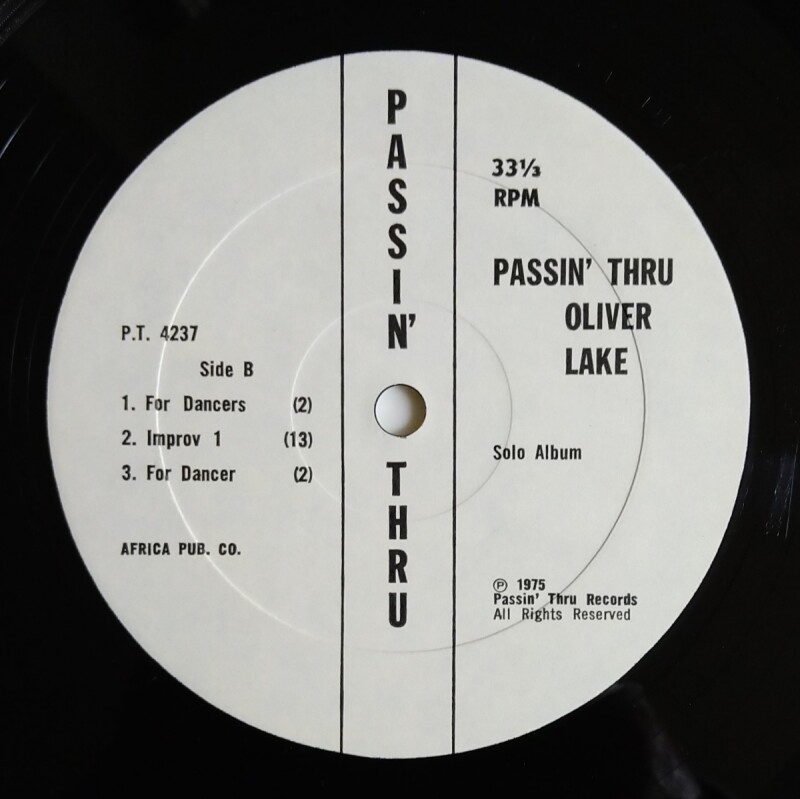 PASSIN' THRU
P.T. 4237
Side B
1. For Dancers (2)
2. Improv 1 (13)
3. For Dancer (2)
AFRICA PUB. CO.
33⅓
RPM
PASSIN' THRU
OLIVER
LAKE
Solo Album
℗ 1975
Passin' Thru Records
All Rights Reserved